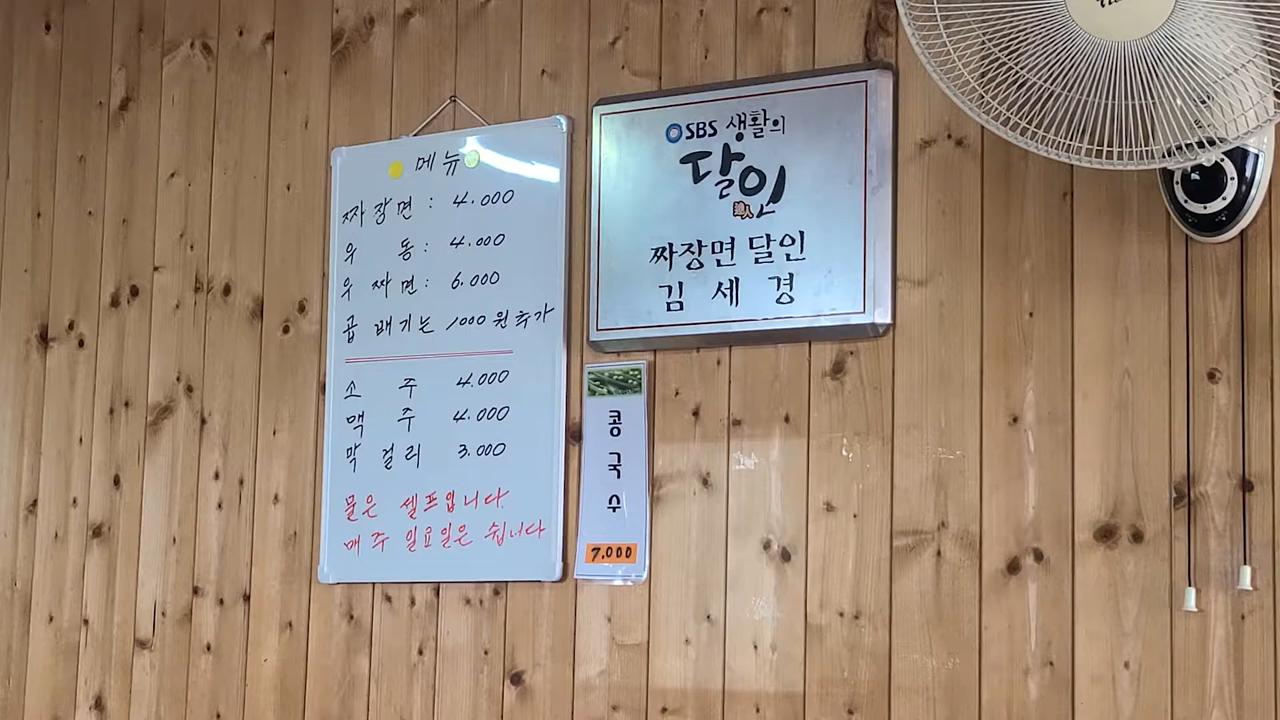 메뉴
짜장면 : 4.000
우 동 : 4.000
우 짜면 : 6.000
곱 배기는 1000원 추가
소 주 4.000
맥 주 4.000
막 걸 리 3.000
물은 셀프입니다.
매주 일요일은 쉽니다
SBS 생활의
달인
達人
짜장면 달인
김 세 경
콩
국
수
7,000